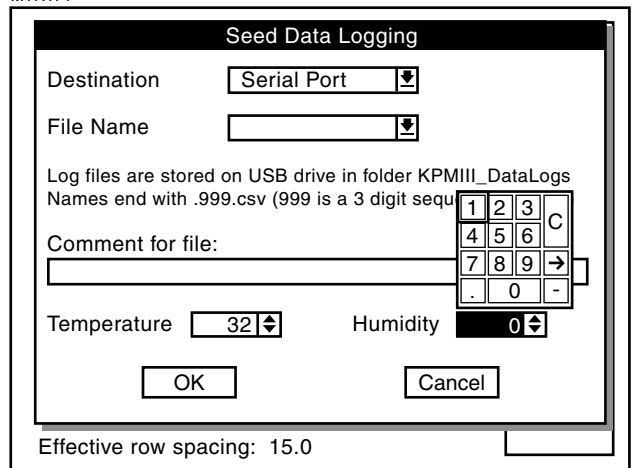 Seed Data Logging
Destination Serial Port
File Name
Log files are stored on USB drive in folder KPMIII_DataLogs
Names end with .999.csv (999 is a 3 digit
Comment for file:
1 2 3 C
4 5 6
7 8 9 →
. 0 -
Temperature 32 Humidity 0
OK Cancel
Effective row spacing: 15.0